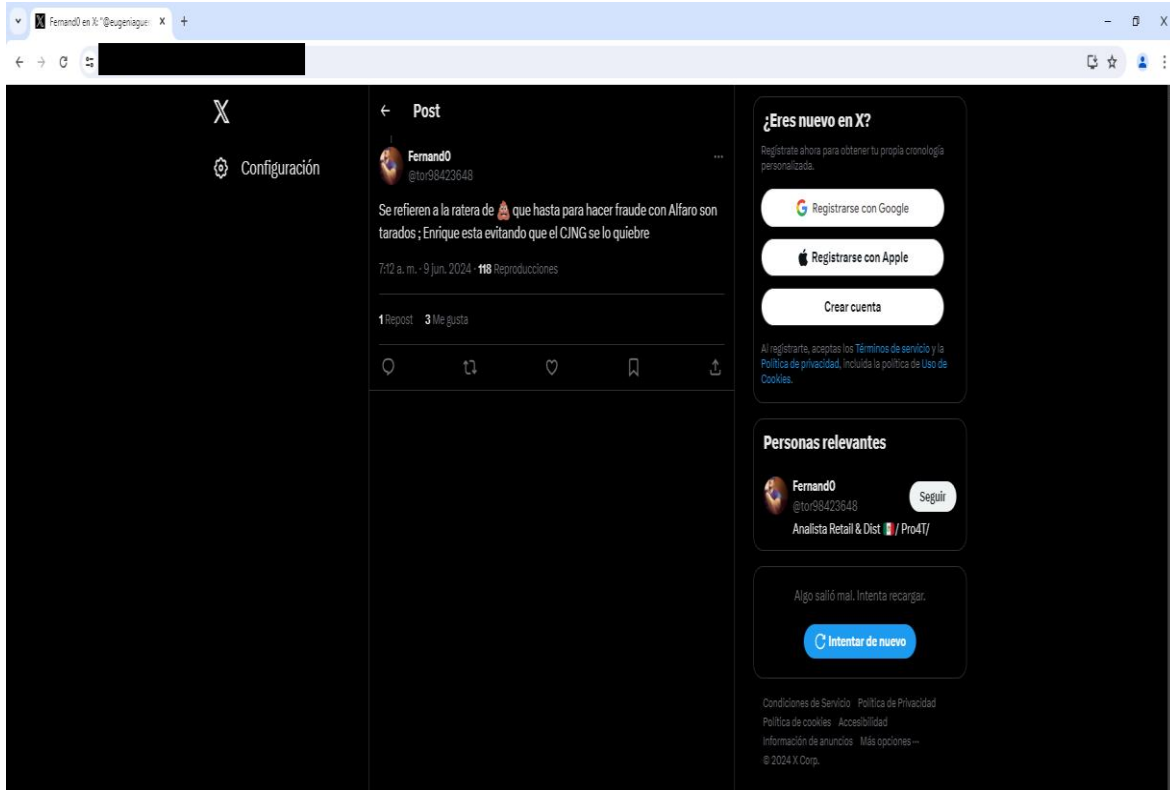 Fernand0 en X: "@eugeniague
Post
Configuración
Fernand0
@tor98423648
Se refieren a la ratera de 💩 que hasta para hacer fraude con Alfaro son
tarados ; Enrique esta evitando que el CJNG se lo quiebre
7:12 a. m. · 9 jun. 2024 · 118 Reproducciones
1 Repost 3 Me gusta
¿Eres nuevo en X?
Regístrate ahora para obtener tu propia cronología
personalizada.
Registrarse con Google
Registrarse con Apple
Crear cuenta
Al registrarte, aceptas los Términos de servicio y la
Política de privacidad, incluida la política de Uso de
Cookies.
Personas relevantes
Fernand0
@tor98423648
Seguir
Analista Retail & Dist 🇲🇽/ Pro4T/
Algo salió mal. Intenta recargar.
Intentar de nuevo
Condiciones de Servicio Política de Privacidad
Política de cookies Accesibilidad
Información de anuncios Más opciones —
© 2024 X Corp.